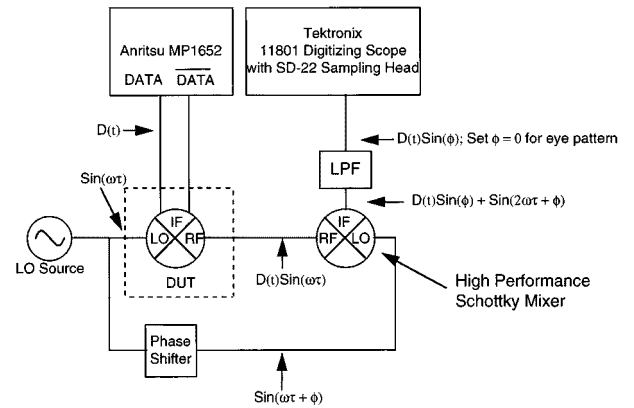 Anritsu MP1652
DATA DATA
Tektronix
11801 Digitizing Scope
with SD-22 Sampling Head
D(t)
D(t)Sin(ϕ); Set ϕ = 0 for eye pattern
LPF
Sin(ωτ)
D(t)Sin(ϕ) + Sin(2ωτ + ϕ)
IF
LO RF
IF
RF LO
LO Source
DUT
D(t)Sin(ωτ)
High Performance
Schottky Mixer
Phase
Shifter
Sin(ωτ + ϕ)